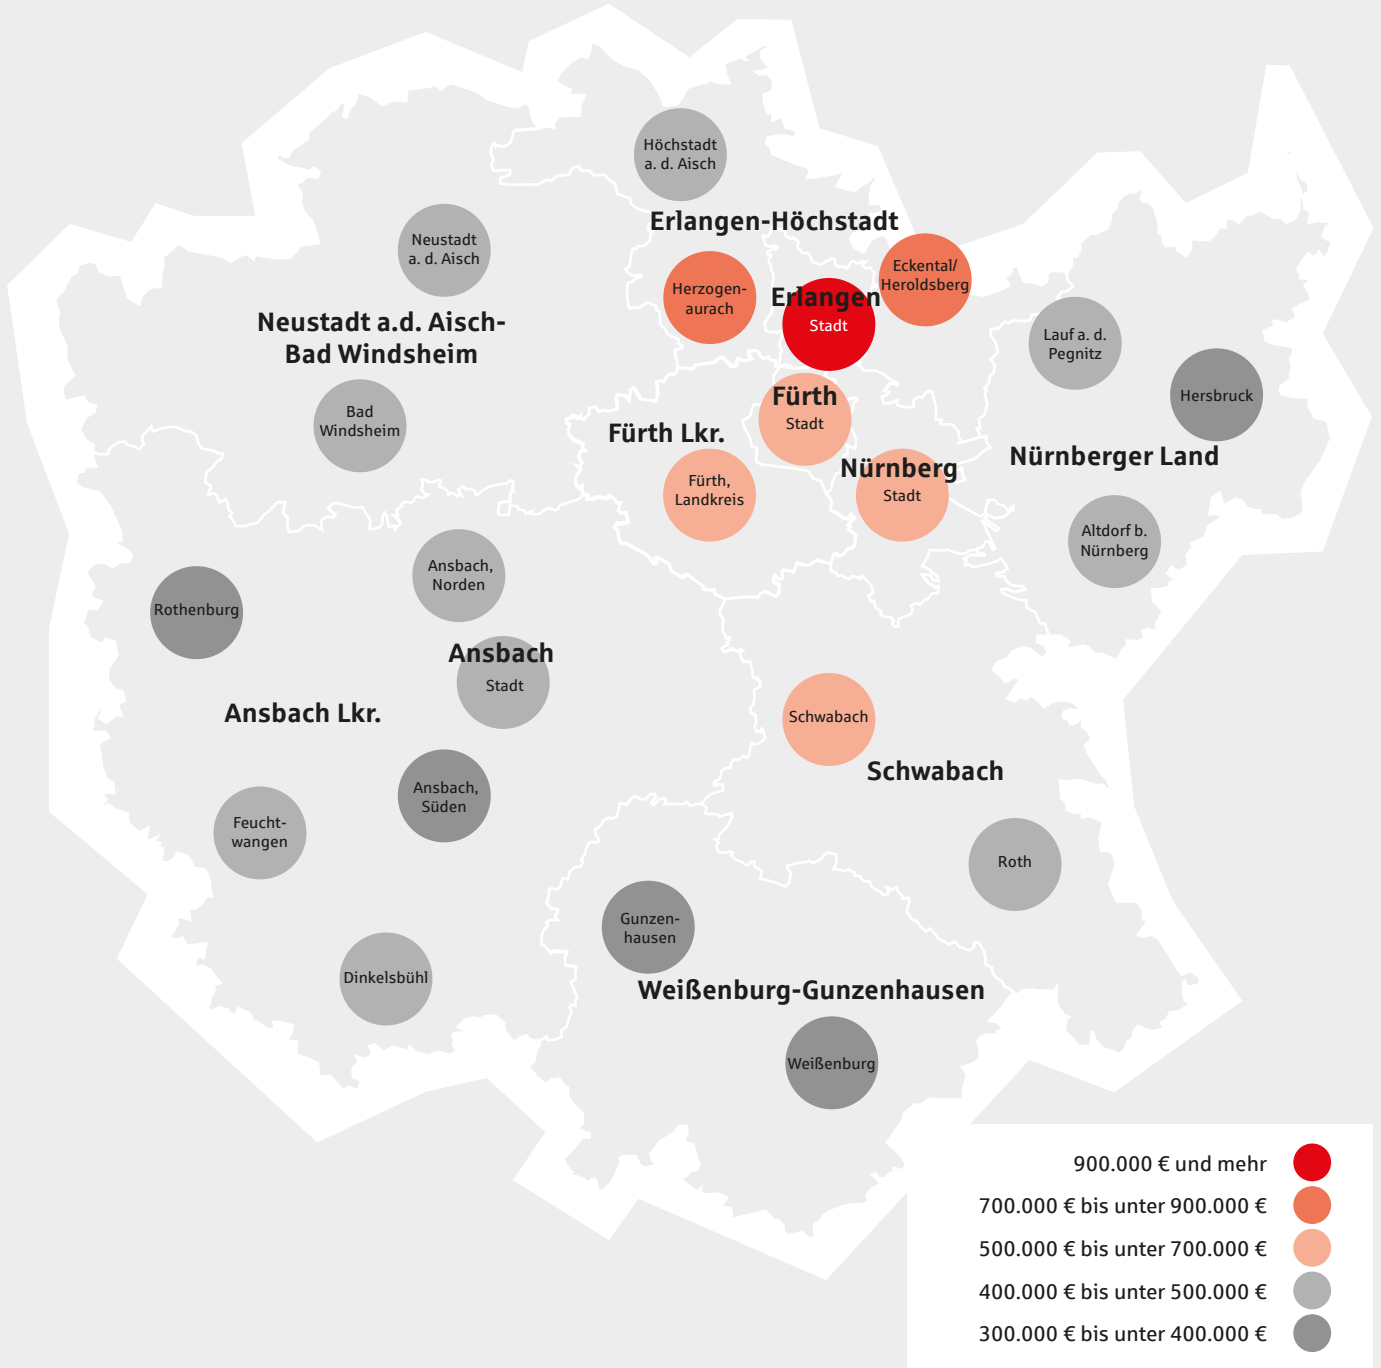 Höchstadt
a. d. Aisch
Erlangen-Höchstadt
Neustadt
a. d. Aisch
Eckental/
Heroldsberg
Herzogen-
aurach
Erlangen
Stadt
Neustadt a.d. Aisch-
Bad Windsheim
Lauf a. d.
Pegnitz
Hersbruck
Bad
Windsheim
Fürth
Stadt
Fürth Lkr.
Nürnberger Land
Nürnberg
Stadt
Fürth,
Landkreis
Altdorf b.
Nürnberg
Ansbach,
Norden
Rothenburg
Ansbach
Stadt
Ansbach Lkr.
Schwabach
Schwabach
Ansbach,
Süden
Feucht-
wangen
Roth
Gunzen-
hausen
Dinkelsbühl
Weißenburg-Gunzenhausen
Weißenburg
900.000 € und mehr
700.000 € bis unter 900.000 €
500.000 € bis unter 700.000 €
400.000 € bis unter 500.000 €
300.000 € bis unter 400.000 €